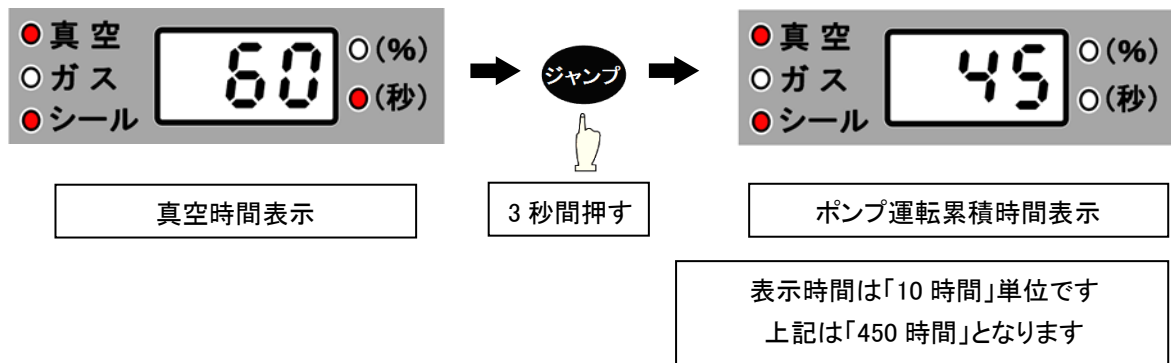 真空
ガス
シール
60
(%)
(秒)
ジャンプ
真空
ガス
シール
45
(%)
(秒)
真空時間表示
3秒間押す
ポンプ運転累積時間表示
表示時間は「10時間」単位です
上記は「450時間」となります